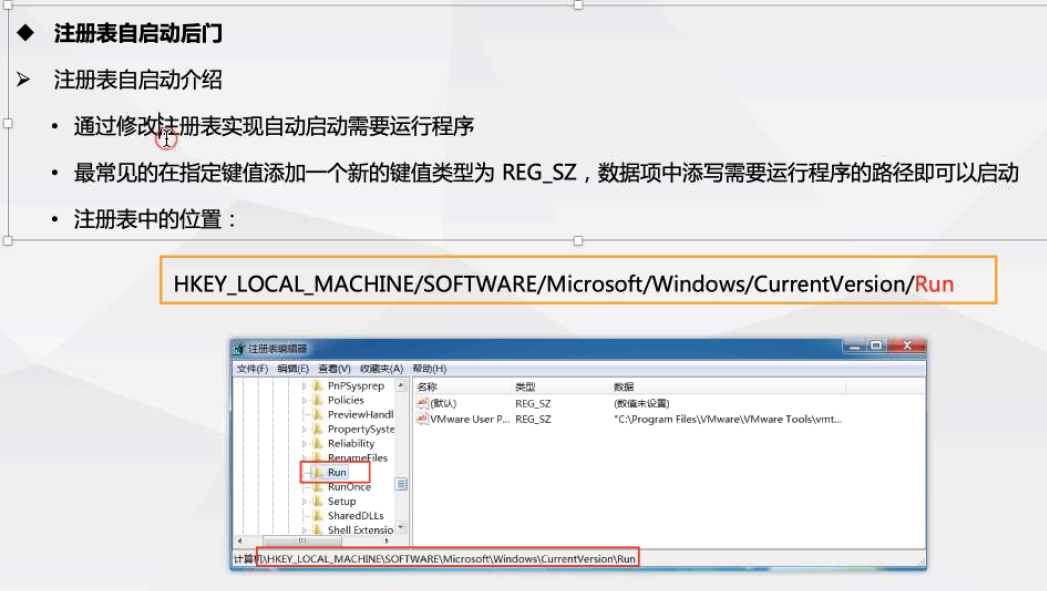 注册表自启动后门
注册表自启动介绍
通过修改注册表实现自动启动需要运行程序
最常见的在指定键值添加一个新的键值类型为 REG_SZ，数据项中添写需要运行程序的路径即可以启动
注册表中的位置：
HKEY_LOCAL_MACHINE/SOFTWARE/Microsoft/Windows/CurrentVersion/Run
注册表编辑器
文件(F) 编辑(E) 查看(V) 收藏夹(A) 帮助(H)
PnPSysprep
Policies
PreviewHandl
PropertySyste
Reliability
RenameFiles
Run
RunOnce
Setup
SharedDLLs
Shell Extensio
名称 类型 数据
(默认) REG_SZ (数值未设置)
VMware User P... REG_SZ "C:\Program Files\VMware\VMware Tools\vmt...
计算机\HKEY_LOCAL_MACHINE\SOFTWARE\Microsoft\Windows\CurrentVersion\Run